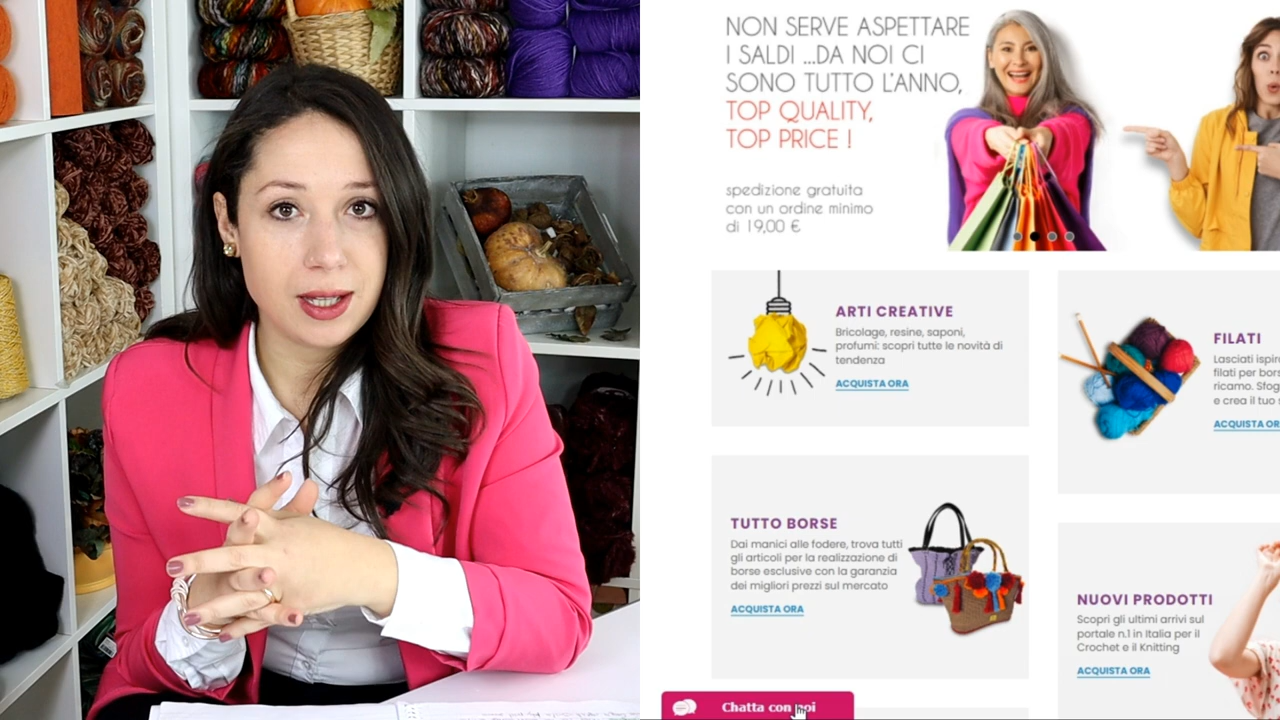 NON SERVE ASPETTARE
I SALDI ...DA NOI CI
SONO TUTTO L'ANNO,
TOP QUALITY,
TOP PRICE !
spedizione gratuita
con un ordine minimo
di 19,00 €
ARTI CREATIVE
Bricolage, resine, saponi,
profumi: scopri tutte le novità di
tendenza
ACQUISTA ORA
FILATI
Lasciati
filati per
ricamo.
e crea il tuo
ACQUISTA
TUTTO BORSE
Dai manici alle fodere, trova tutti
gli articoli per la realizzazione di
borse esclusive con la garanzia
dei migliori prezzi sul mercato
ACQUISTA ORA
NUOVI PRODOTTI
Scopri gli ultimi arrivi sul
portale n.1 in Italia per il
Crochet e il Knitting
ACQUISTA ORA
Chatta con noi